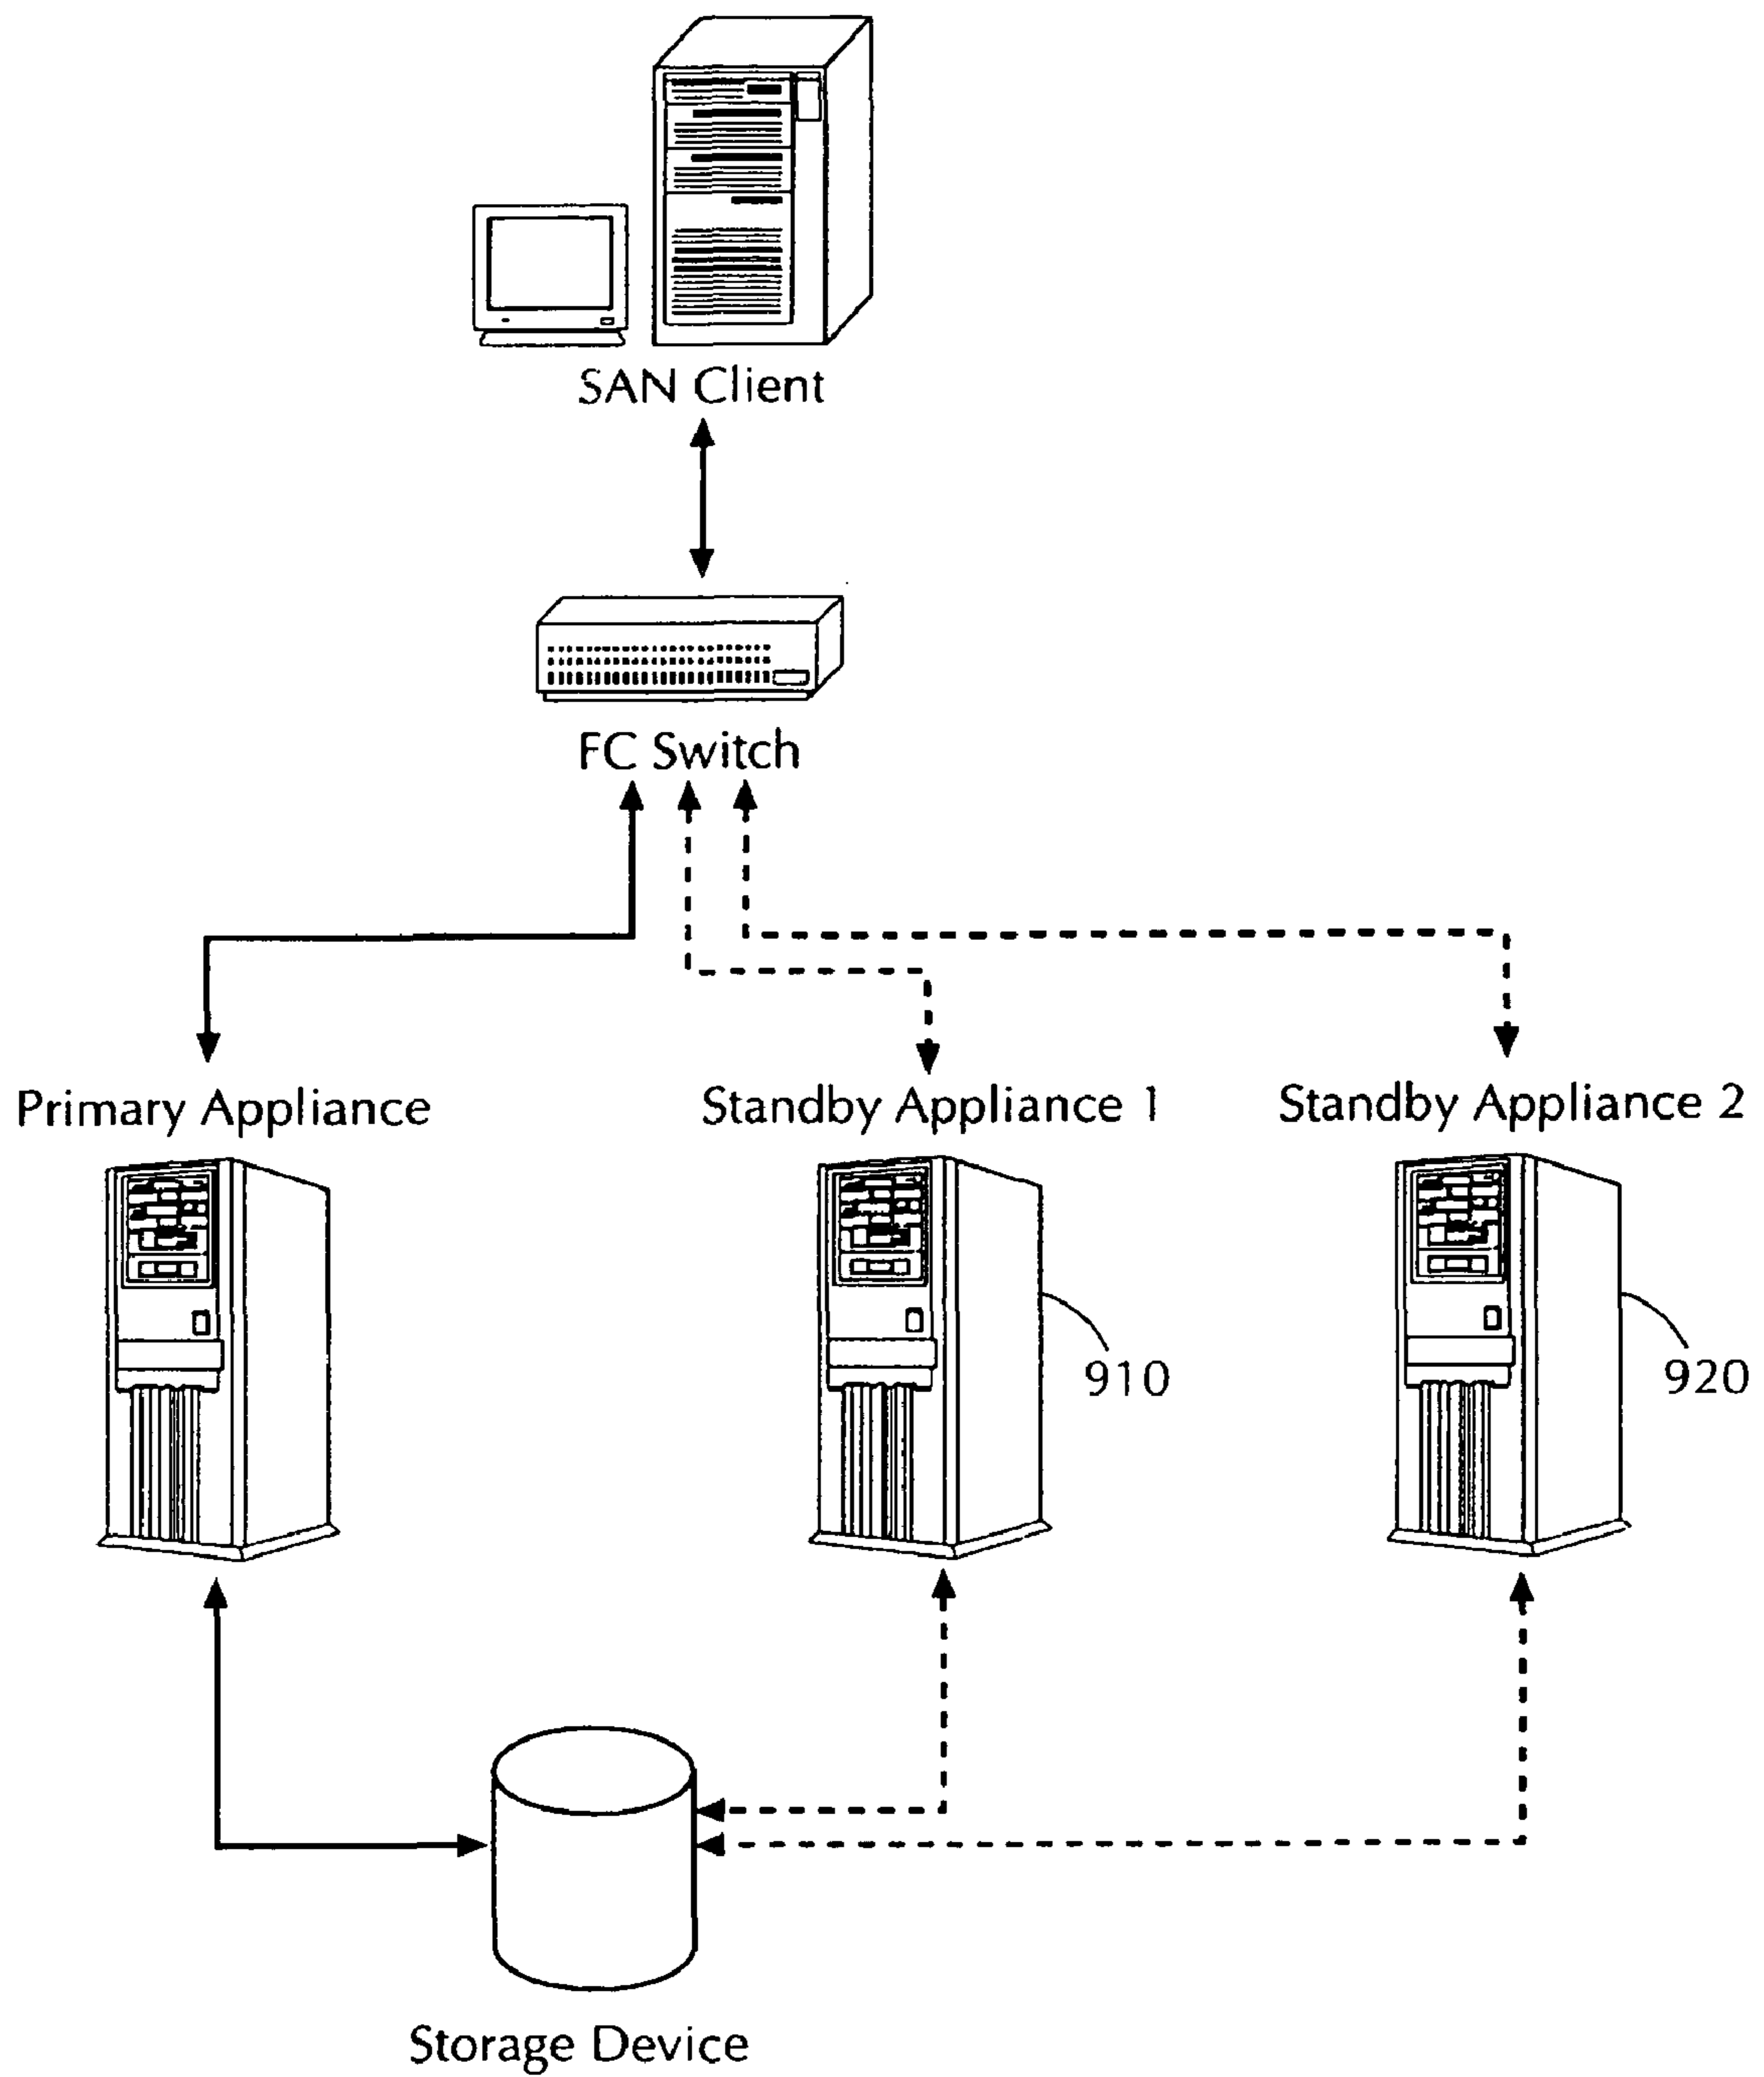 SAN Client
FC Switch
Primary Appliance
Standby Appliance 1
Standby Appliance 2
910
920
Storage Device